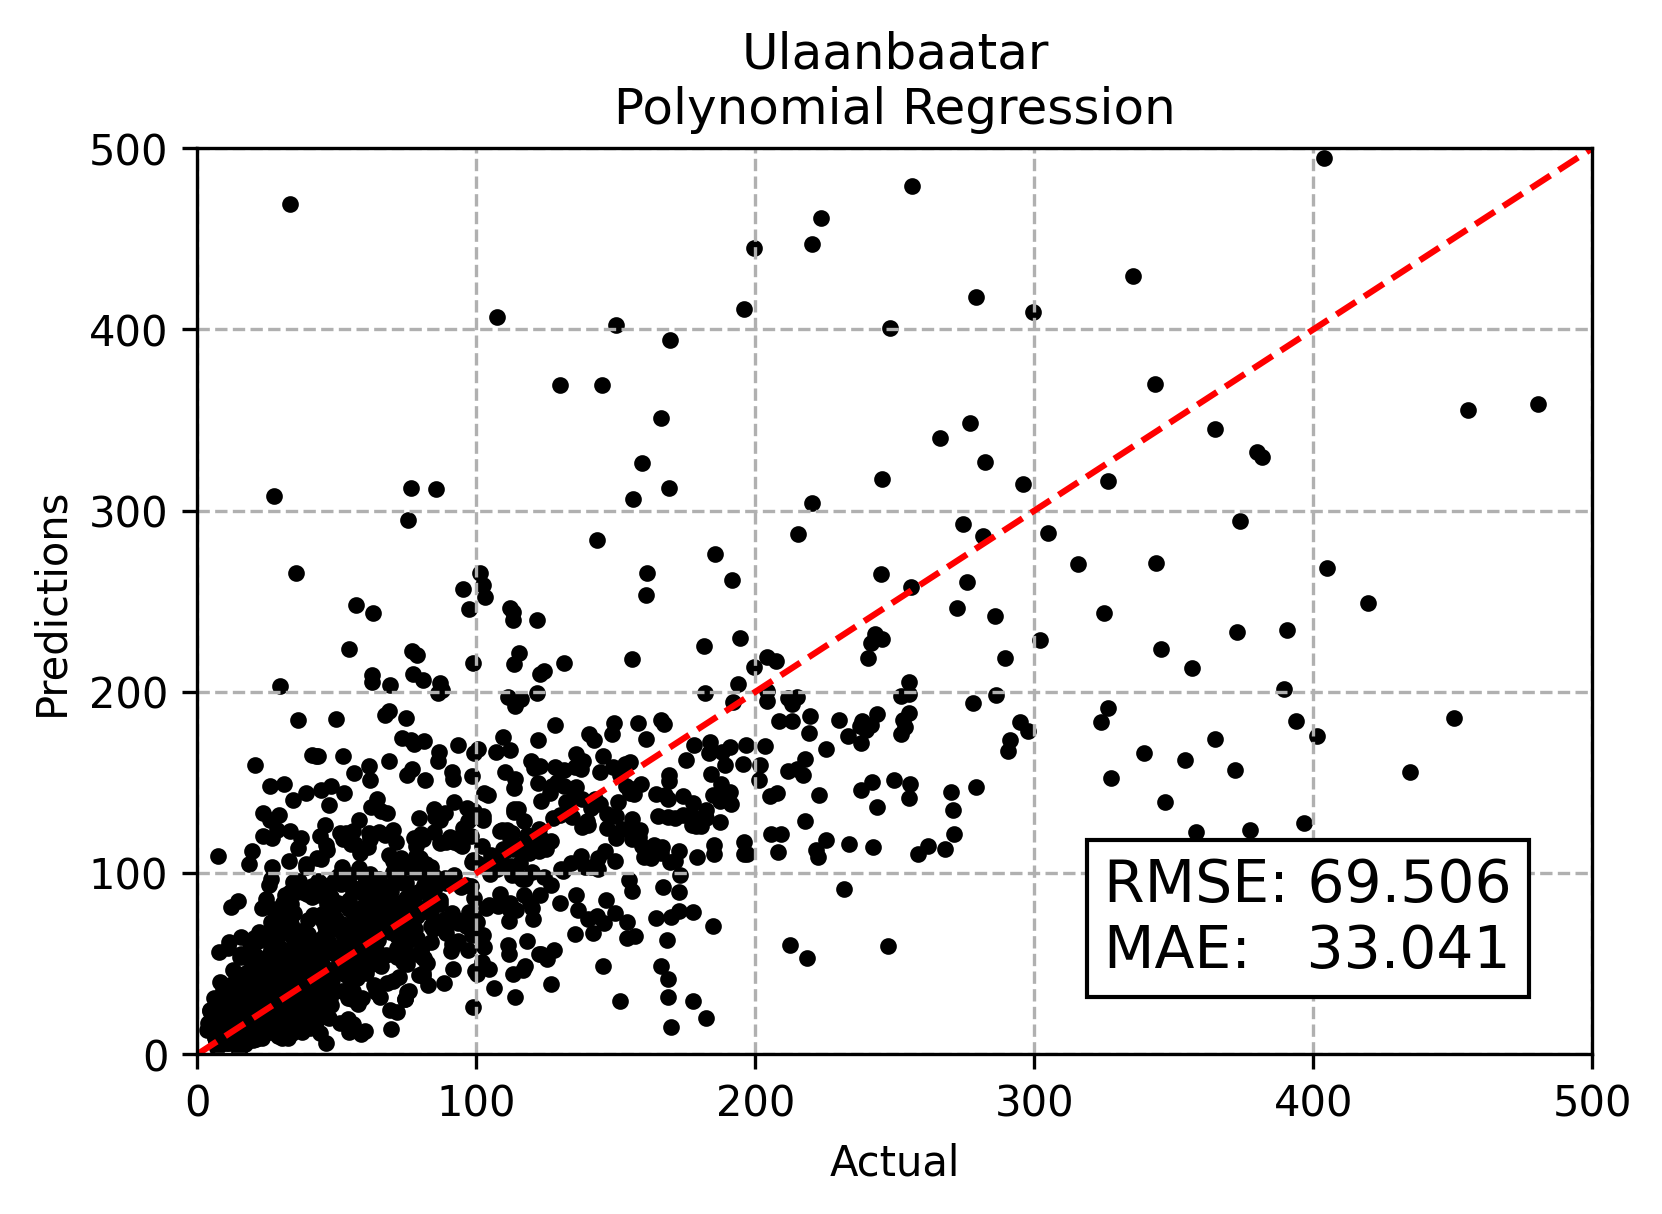 Ulaanbaatar
Polynomial Regression
500
400
300
200
100
0
Predictions
RMSE: 69.506
MAE: 33.041
0 100 200 300 400 500
Actual